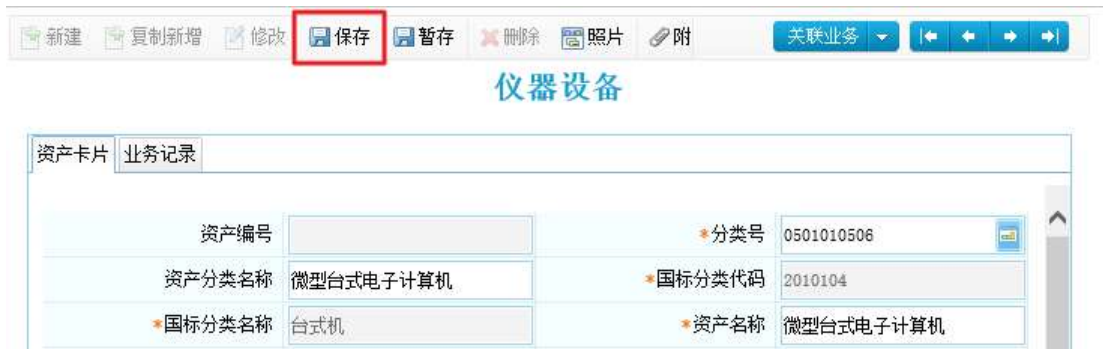 新建 复制新增 修改 保存 暂存 删除 照片 附 关联业务
仪器设备
资产卡片 业务记录
资产编号 *分类号 0501010506
资产分类名称 微型台式电子计算机 *国标分类代码 2010104
*国标分类名称 台式机 *资产名称 微型台式电子计算机